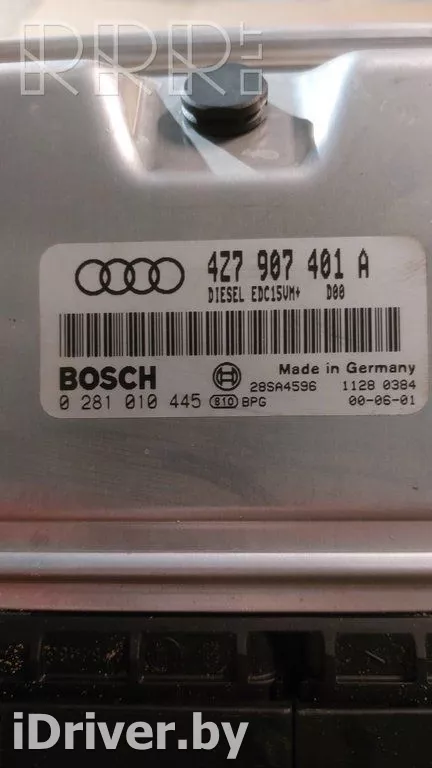 RRR.LT
4Z7 907 401 A
DIESEL EDC15VM+ D00
BOSCH
Made in Germany
28SA4596 1128 0384
0 281 010 445 810 BPG 00-06-01
iDriver.by